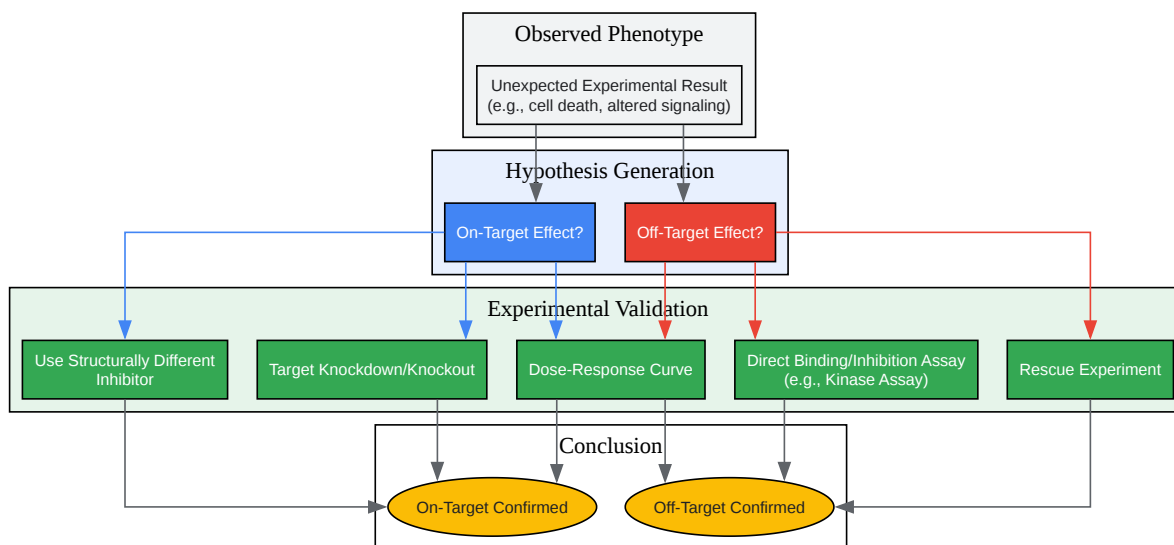 Observed Phenotype
Unexpected Experimental Result
(e.g., cell death, altered signaling)
Hypothesis Generation
On-Target Effect?
Off-Target Effect?
Experimental Validation
Use Structurally Different
Inhibitor
Target Knockdown/Knockout
Dose-Response Curve
Direct Binding/Inhibition Assay
(e.g., Kinase Assay)
Rescue Experiment
Conclusion
On-Target Confirmed
Off-Target Confirmed